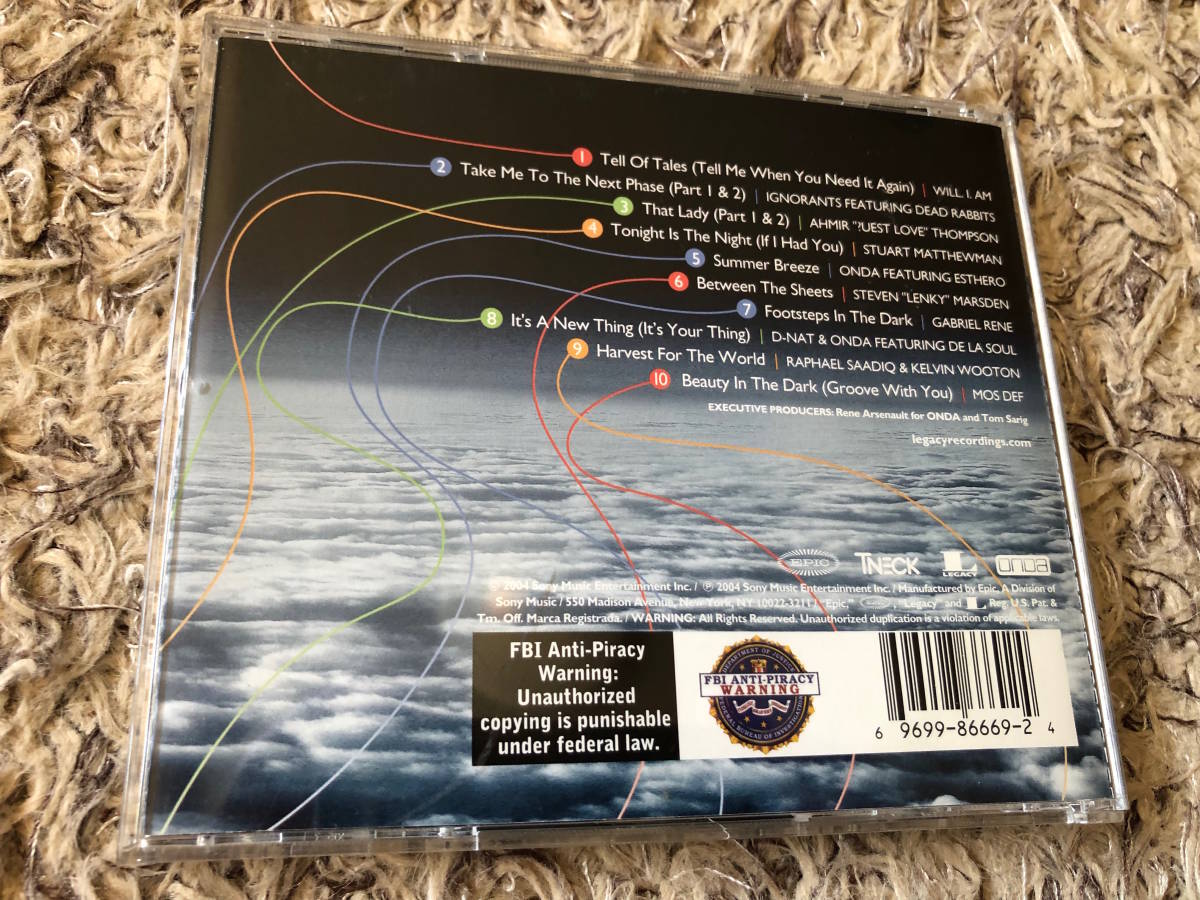 1 Tell Of Tales (Tell Me When You Need It Again) | WILL. I. AM
2 Take Me To The Next Phase (Part 1 & 2) | IGNORANTS FEATURING DEAD RABBITS
3 That Lady (Part 1 & 2) | AHMIR "?UEST LOVE" THOMPSON
4 Tonight Is The Night (If I Had You) | STUART MATTHEWMAN
5 Summer Breeze | ONDA FEATURING ESTHERO
6 Between The Sheets | STEVEN "LENKY" MARSDEN
7 Footsteps In The Dark | GABRIEL RENE
8 It's A New Thing (It's Your Thing) | D-NAT & ONDA FEATURING DE LA SOUL
9 Harvest For The World | RAPHAEL SAADIQ & KELVIN WOOTON
10 Beauty In The Dark (Groove With You) | MOS DEF
EXECUTIVE PRODUCERS: Rene Arsenault for ONDA and Tom Sarig
legacyrecordings.com
EPIC TNECK L LEGACY ONDA
© 2004 Sony Music Entertainment Inc. / ℗ 2004 Sony Music Entertainment Inc. / Manufactured by Epic, A Division of
Sony Music / 550 Madison Avenue, New York, NY 10022-3211 / "Epic," EPIC, "Legacy" and L Reg. U.S. Pat. &
Tm. Off. Marca Registrada. / WARNING: All Rights Reserved. Unauthorized duplication is a violation of applicable laws.
FBI Anti-Piracy
Warning:
Unauthorized
copying is punishable
under federal law.
DEPARTMENT OF JUSTICE
FBI ANTI-PIRACY
WARNING
FEDERAL BUREAU OF INVESTIGATION
6 9699-86669-2 4